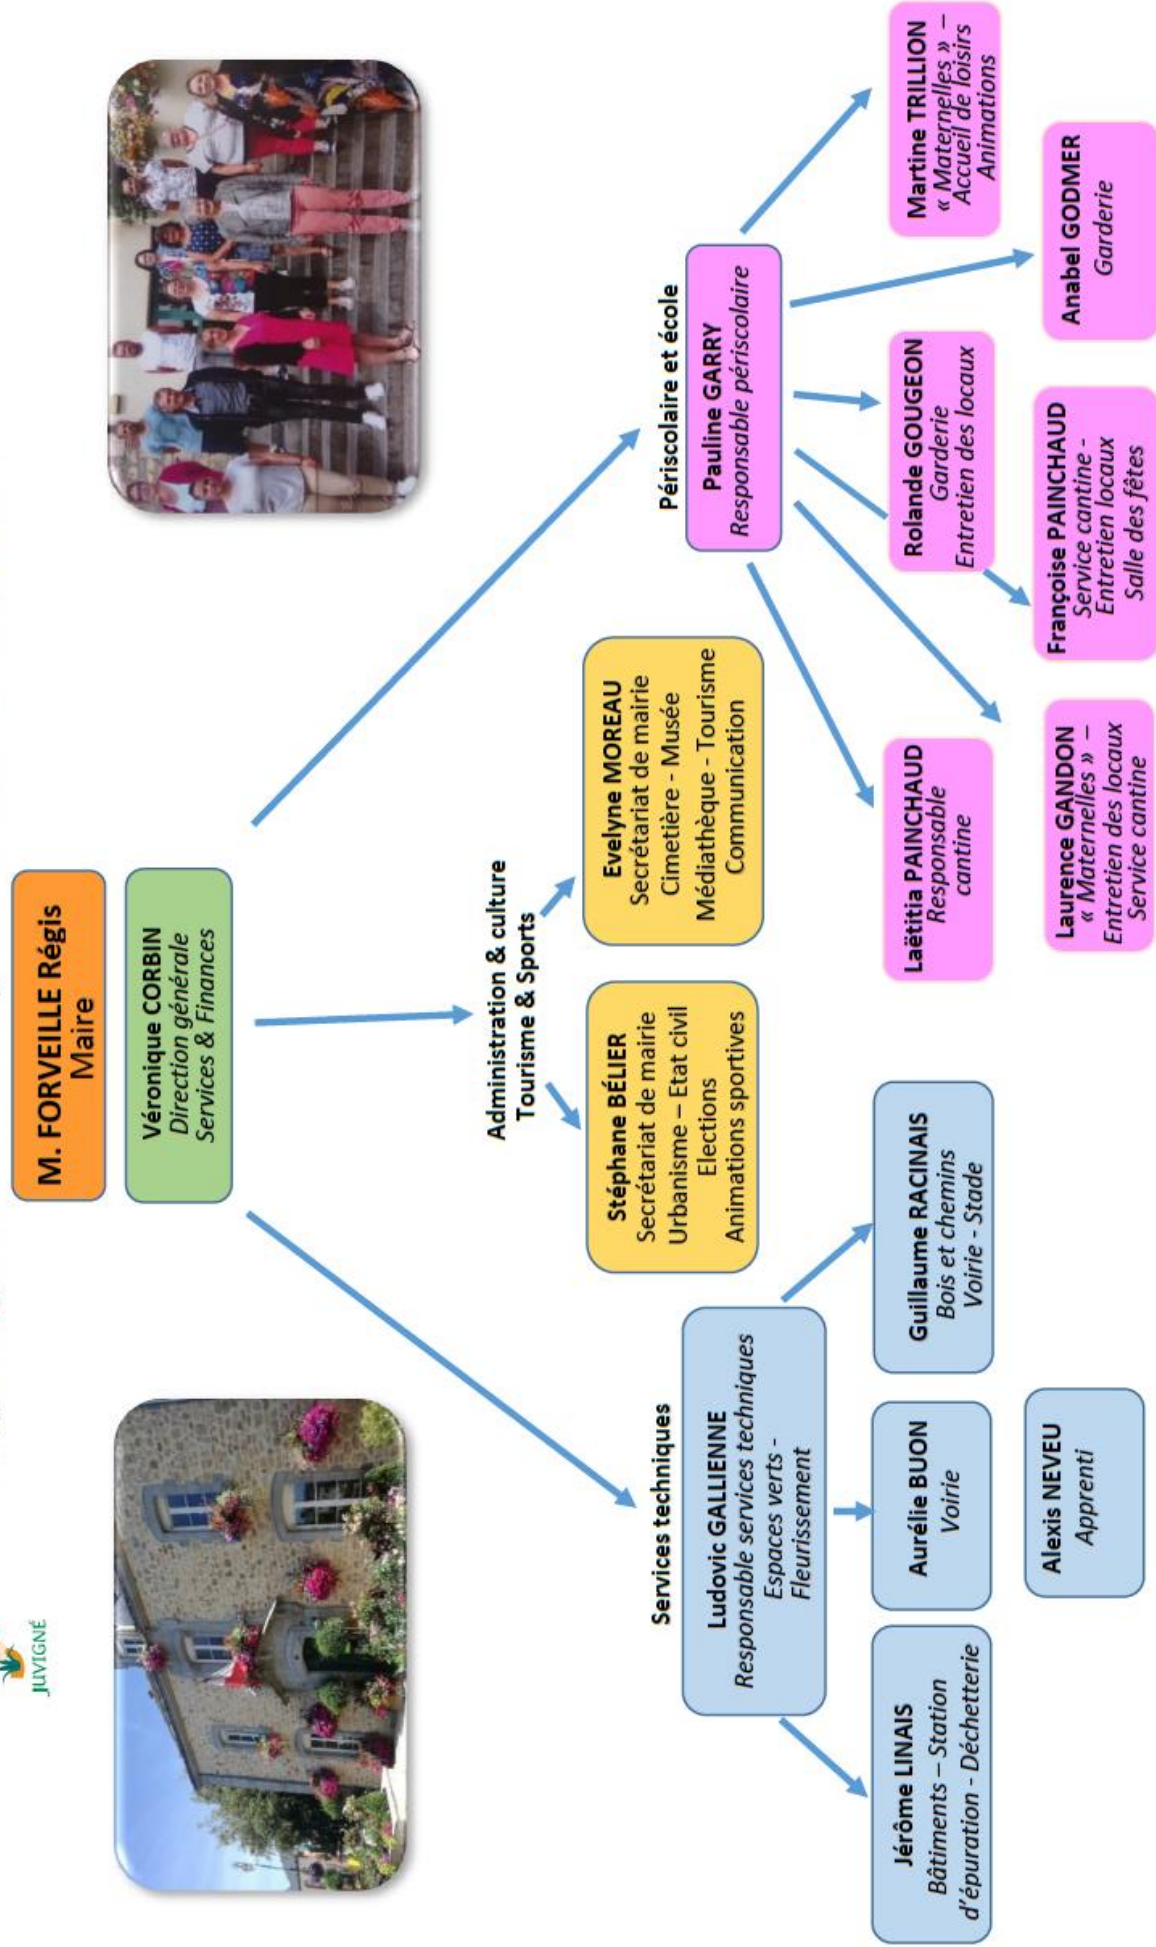 JUVIGNÉ
M. FORVEILLE Régis
Maire
Véronique CORBIN
Direction générale
Services & Finances
Administration & culture
Tourisme & Sports
Stéphane BÉLIER
Secrétariat de mairie
Urbanisme – Etat civil
Elections
Animations sportives
Evelyne MOREAU
Secrétariat de mairie
Cimetière - Musée
Médiathèque - Tourisme
Communication
Services techniques
Ludovic GALLIENNE
Responsable services techniques
Espaces verts -
Fleurissement
Jérôme LINAIS
Bâtiments – Station
d'épuration - Déchetterie
Aurélie BUON
Voirie
Guillaume RACINAIS
Bois et chemins
Voirie - Stade
Alexis NEVEU
Apprenti
Périscolaire et école
Pauline GARRY
Responsable périscolaire
Laëtitia PAINCHAUD
Responsable
cantine
Rolande GOUGEON
Garderie
Entretien des locaux
Martine TRILLION
« Maternelles » –
Accueil de loisirs
Animations
Laurence GANDON
« Maternelles » –
Entretien des locaux
Service cantine
Françoise PAINCHAUD
Service cantine -
Entretien locaux
Salle des fêtes
Anabel GODMER
Garderie